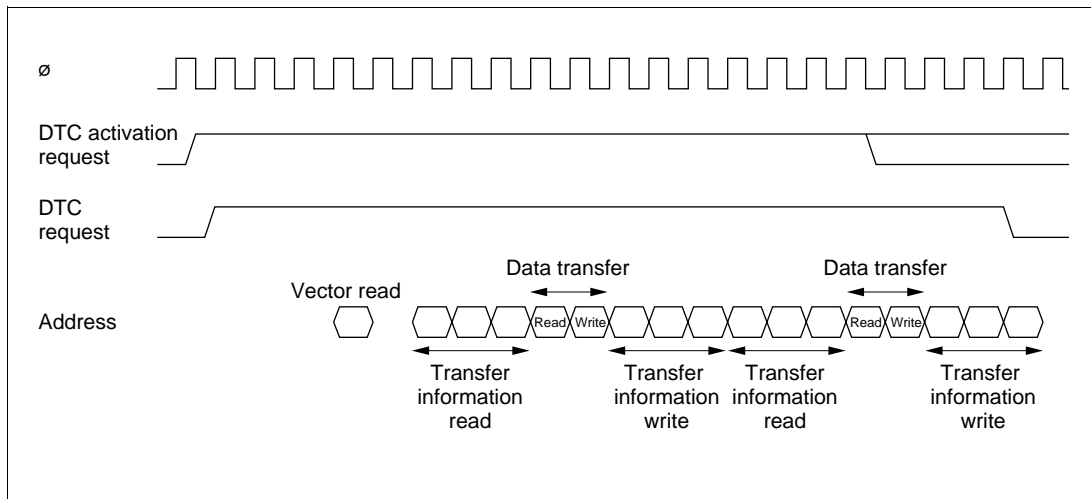 ø
DTC activation
request
DTC
request
Data transfer
Data transfer
Vector read
Address
Read
Write
Read
Write
Transfer
information
read
Transfer
information
write
Transfer
information
read
Transfer
information
write